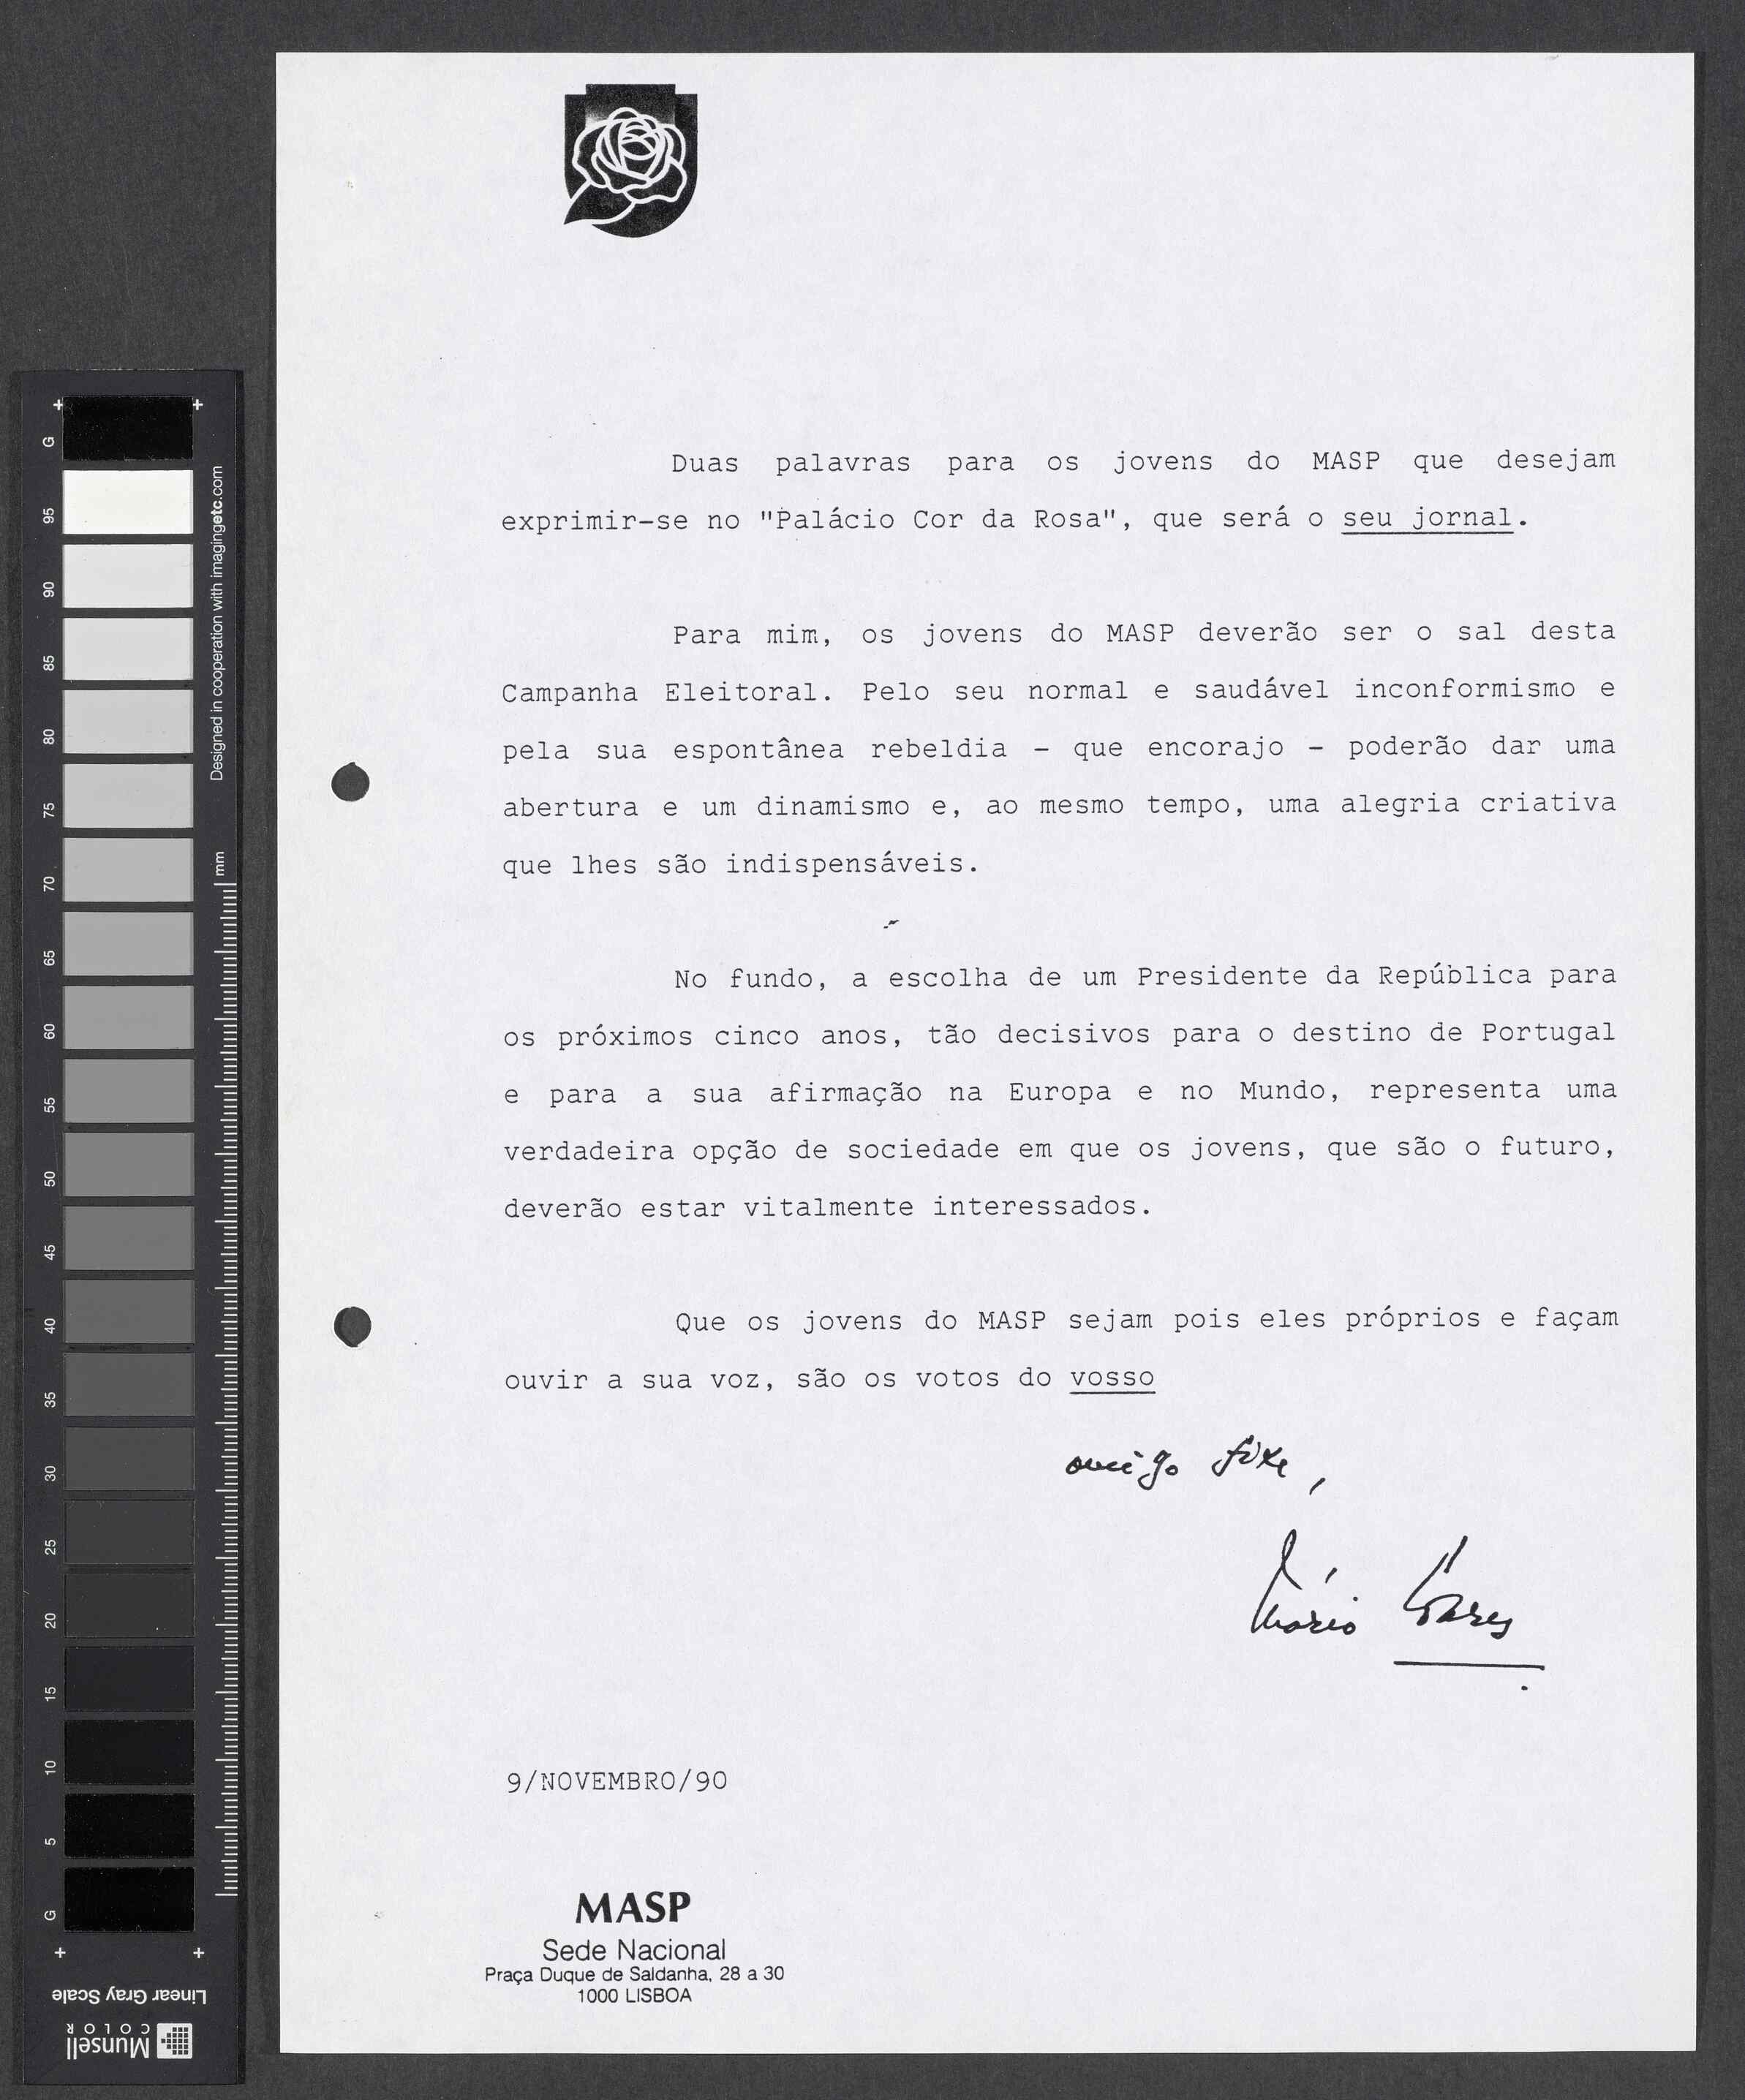 Duas palavras para os jovens do MASP que desejam
exprimir-se no "Palácio Cor da Rosa", que será o seu jornal.
Para mim, os jovens do MASP deverão ser o sal desta
Campanha Eleitoral. Pelo seu normal e saudável inconformismo e
pela sua espontânea rebeldia - que encorajo - poderão dar uma
abertura e um dinamismo e, ao mesmo tempo, uma alegria criativa
que lhes são indispensáveis.
No fundo, a escolha de um Presidente da República para
os próximos cinco anos, tão decisivos para o destino de Portugal
e para a sua afirmação na Europa e no Mundo, representa uma
verdadeira opção de sociedade em que os jovens, que são o futuro,
deverão estar vitalmente interessados.
Que os jovens do MASP sejam pois eles próprios e façam
ouvir a sua voz, são os votos do vosso
amigo fixe,
Mário Soares
9/NOVEMBRO/90
MASP
Sede Nacional
Praça Duque de Saldanha, 28 a 30
1000 LISBOA
G
95
90
85
80
75
70
65
60
55
50
45
40
35
30
25
20
15
10
5
G
mm
Designed in cooperation with imagingetc.com
Linear Gray Scale
Munsell
COLOR